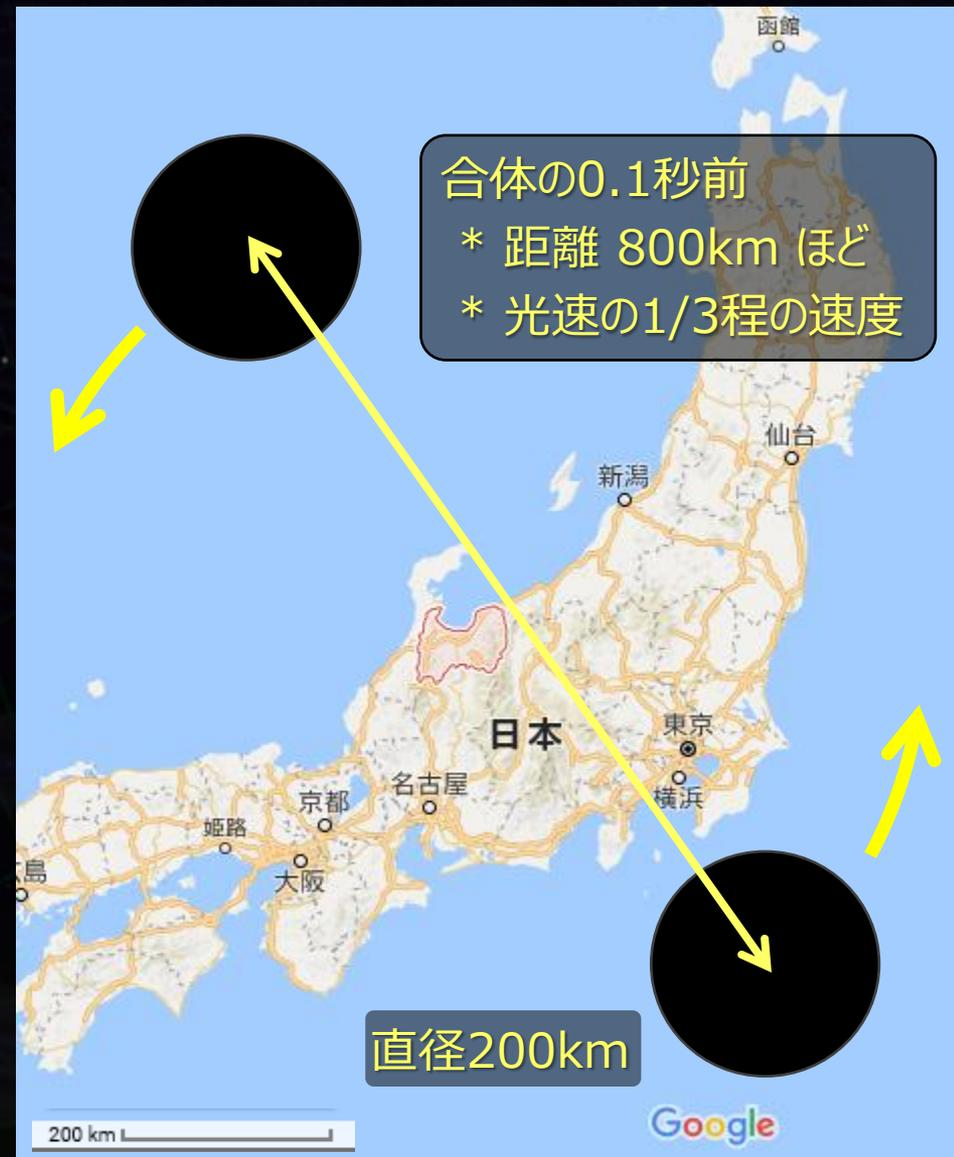 函館
合体の0.1秒前
* 距離 800km ほど
* 光速の1/3程の速度
仙台
新潟
日本
東京
名古屋
横浜
京都
姫路
大阪
島
直径200km
200 km
Google